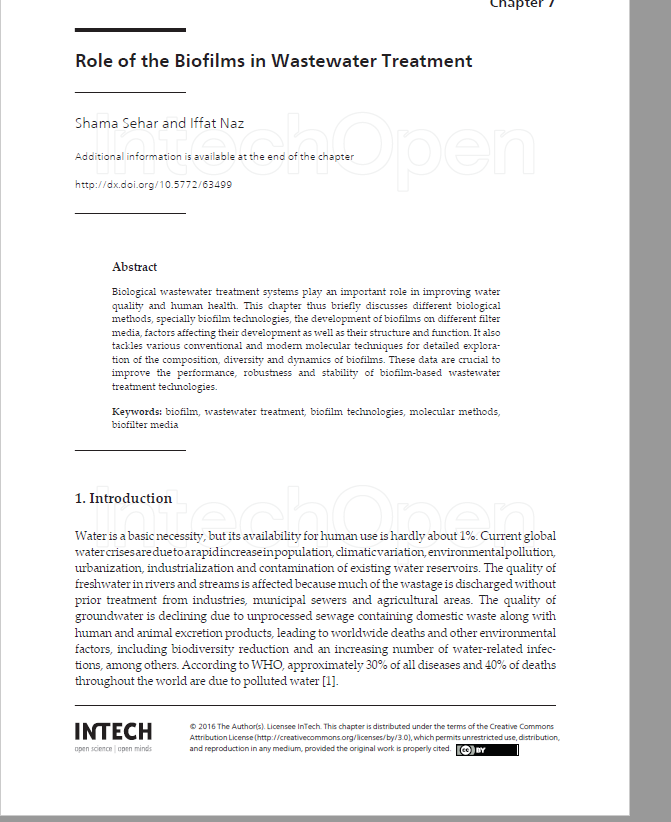 Chapter 7
Role of the Biofilms in Wastewater Treatment
Shama Sehar and Iffat Naz
Additional information is available at the end of the chapter
http://dx.doi.org/10.5772/63499
IntechOpen
Abstract
Biological wastewater treatment systems play an important role in improving water
quality and human health. This chapter thus briefly discusses different biological
methods, specially biofilm technologies, the development of biofilms on different filter
media, factors affecting their development as well as their structure and function. It also
tackles various conventional and modern molecular techniques for detailed explora-
tion of the composition, diversity and dynamics of biofilms. These data are crucial to
improve the performance, robustness and stability of biofilm-based wastewater
treatment technologies.
Keywords: biofilm, wastewater treatment, biofilm technologies, molecular methods,
biofilter media
1. Introduction
IntechOpen
Water is a basic necessity, but its availability for human use is hardly about 1%. Current global
water crises are due to a rapid increase in population, climatic variation, environmental pollution,
urbanization, industrialization and contamination of existing water reservoirs. The quality of
freshwater in rivers and streams is affected because much of the wastage is discharged without
prior treatment from industries, municipal sewers and agricultural areas. The quality of
groundwater is declining due to unprocessed sewage containing domestic waste along with
human and animal excretion products, leading to worldwide deaths and other environmental
factors, including biodiversity reduction and an increasing number of water-related infec-
tions, among others. According to WHO, approximately 30% of all diseases and 40% of deaths
throughout the world are due to polluted water [1].
INTECH
open science | open minds
© 2016 The Author(s). Licensee InTech. This chapter is distributed under the terms of the Creative Commons
Attribution License (http://creativecommons.org/licenses/by/3.0), which permits unrestricted use, distribution,
and reproduction in any medium, provided the original work is properly cited.
cc BY